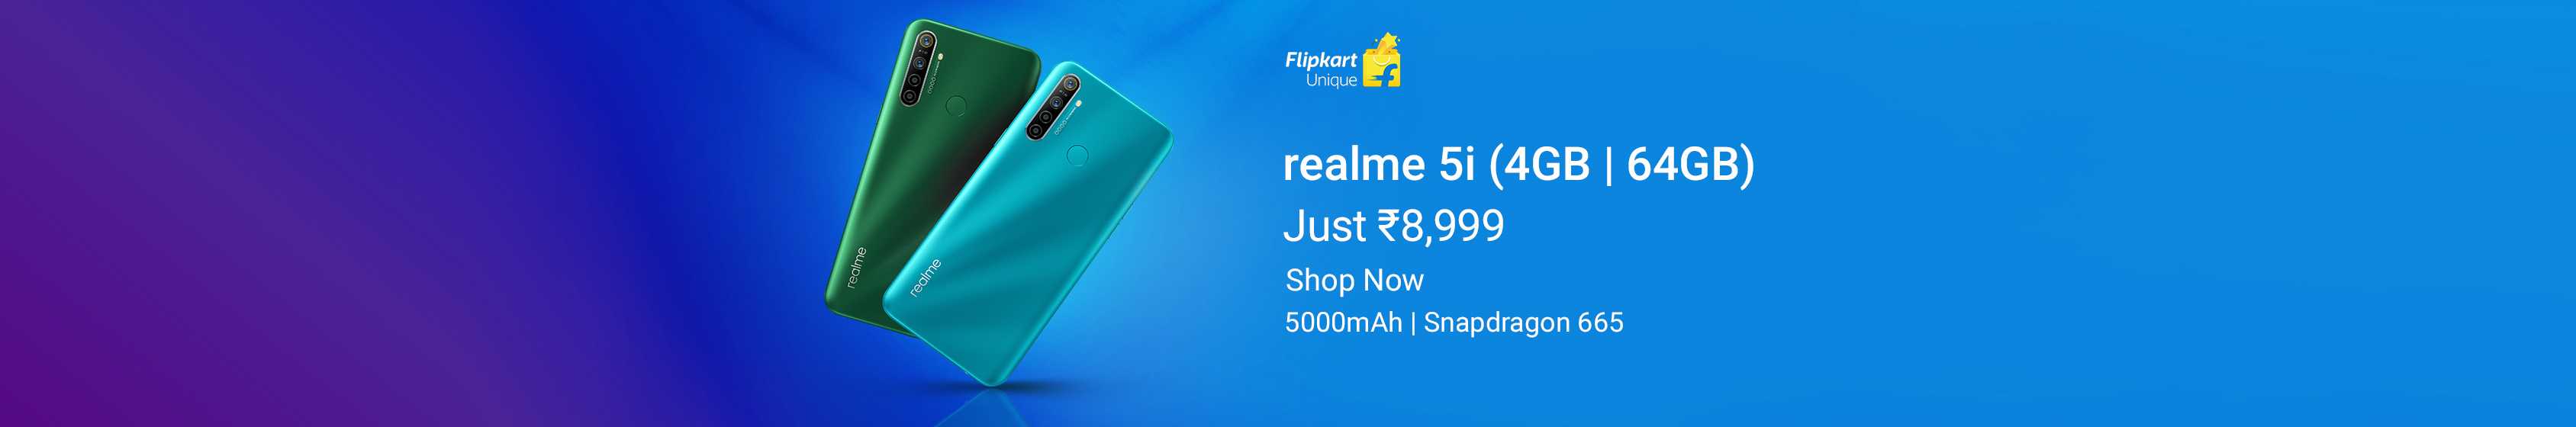 Flipkart
Unique
realme 5i (4GB | 64GB)
Just ₹8,999
Shop Now
5000mAh | Snapdragon 665
realme
realme